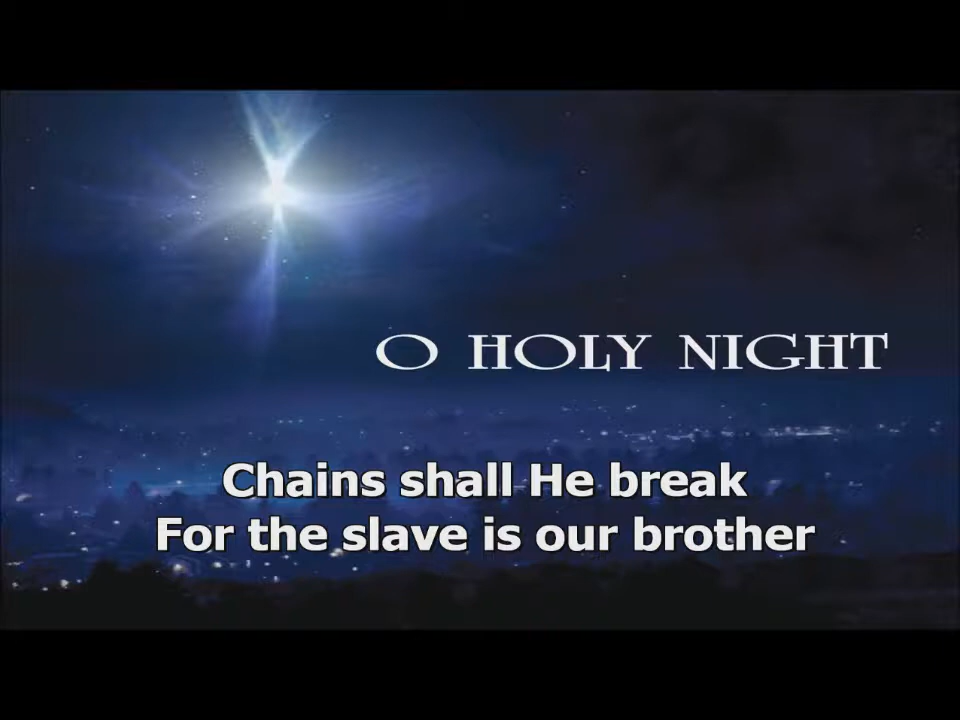 O HOLY NIGHT
Chains shall He break
For the slave is our brother